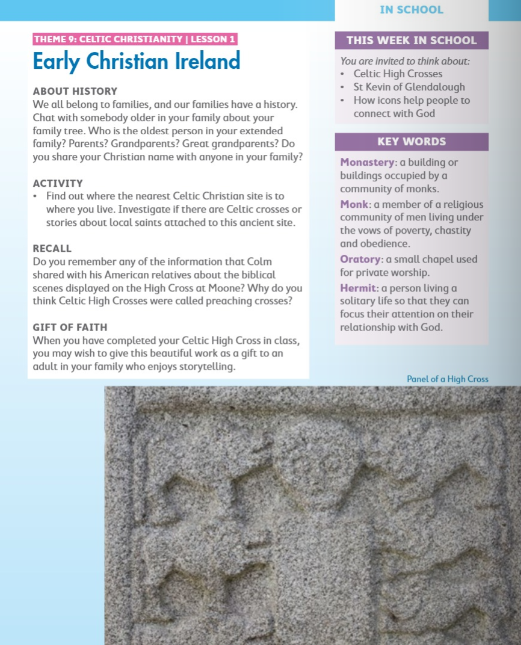 IN SCHOOL
THEME 9: CELTIC CHRISTIANITY | LESSON 1
Early Christian Ireland
ABOUT HISTORY
We all belong to families, and our families have a history.
Chat with somebody older in your family about your
family tree. Who is the oldest person in your extended
family? Parents? Grandparents? Great grandparents? Do
you share your Christian name with anyone in your family?
ACTIVITY
• Find out where the nearest Celtic Christian site is to
where you live. Investigate if there are Celtic crosses or
stories about local saints attached to this ancient site.
RECALL
Do you remember any of the information that Colm
shared with his American relatives about the biblical
scenes displayed on the High Cross at Moone? Why do you
think Celtic High Crosses were called preaching crosses?
GIFT OF FAITH
When you have completed your Celtic High Cross in class,
you may wish to give this beautiful work as a gift to an
adult in your family who enjoys storytelling.
THIS WEEK IN SCHOOL
You are invited to think about:
• Celtic High Crosses
• St Kevin of Glendalough
• How icons help people to
connect with God
KEY WORDS
Monastery: a building or
buildings occupied by a
community of monks.
Monk: a member of a religious
community of men living under
the vows of poverty, chastity
and obedience.
Oratory: a small chapel used
for private worship.
Hermit: a person living a
solitary life so that they can
focus their attention on their
relationship with God.
Panel of a High Cross